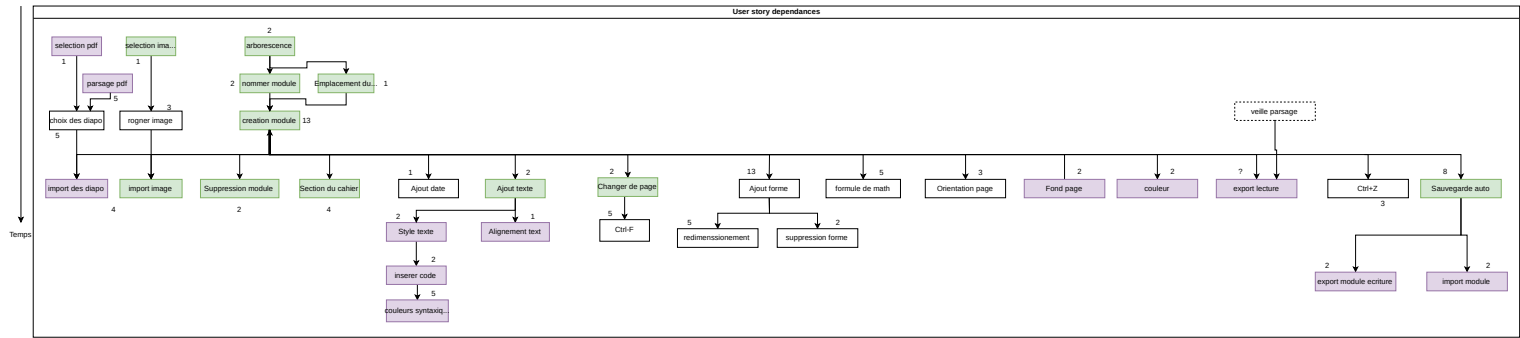 User story dependances
2
selection pdf
selection ima...
arborescence
1
1
parsage pdf
2
nommer module
Emplacement du...
1
5
3
choix des diapo
rogner image
creation module
13
veille parsage
5
1
2
2
13
5
3
2
2
?
8
import des diapo
import image
Suppression module
Section du cahier
Ajout date
Ajout texte
Changer de page
Ajout forme
formule de math
Orientation page
Fond page
couleur
export lecture
Ctrl+Z
Sauvegarde auto
4
2
4
3
2
1
5
5
2
Temps
Style texte
Alignement text
Ctrl-F
redimenssionement
suppression forme
2
2
2
inserer code
export module ecriture
import module
5
couleurs syntaxiq...